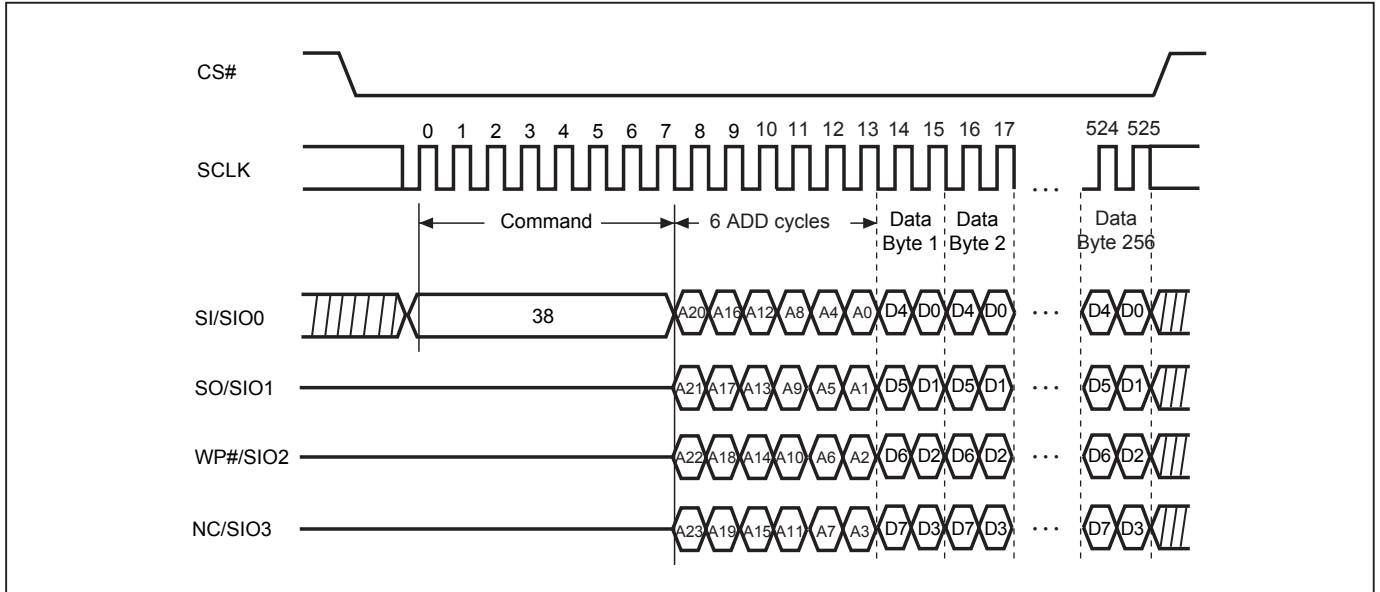 CS#
0 1 2 3 4 5 6 7 8 9 10 11 12 13 14 15 16 17 524 525
SCLK
...
Command 6 ADD cycles Data Data Data
Byte 1 Byte 2 Byte 256
SI/SIO0 38 A20 A16 A12 A8 A4 A0 D4 D0 D4 D0 ... D4 D0
SO/SIO1 A21 A17 A13 A9 A5 A1 D5 D1 D5 D1 ... D5 D1
WP#/SIO2 A22 A18 A14 A10 A6 A2 D6 D2 D6 D2 ... D6 D2
NC/SIO3 A23 A19 A15 A11 A7 A3 D7 D3 D7 D3 ... D7 D3